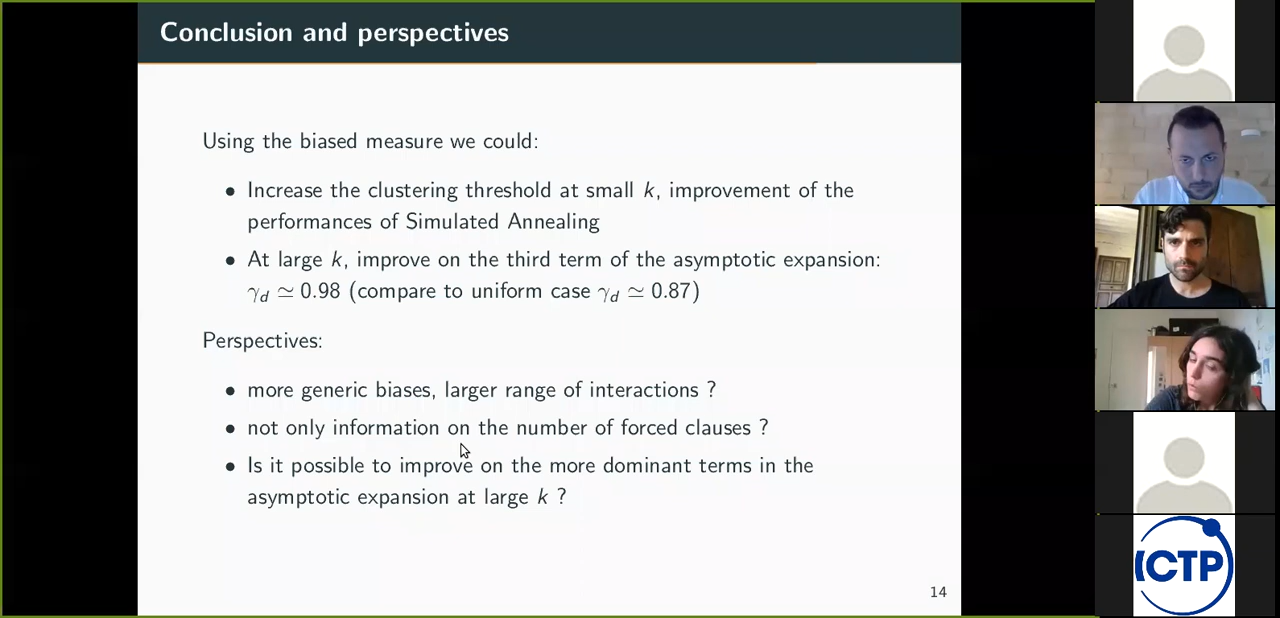 Conclusion and perspectives
Using the biased measure we could:
• Increase the clustering threshold at small k, improvement of the
performances of Simulated Annealing
• At large k, improve on the third term of the asymptotic expansion:
γd ≃ 0.98 (compare to uniform case γd ≃ 0.87)
Perspectives:
• more generic biases, larger range of interactions ?
• not only information on the number of forced clauses ?
• Is it possible to improve on the more dominant terms in the
asymptotic expansion at large k ?
14
ICTP